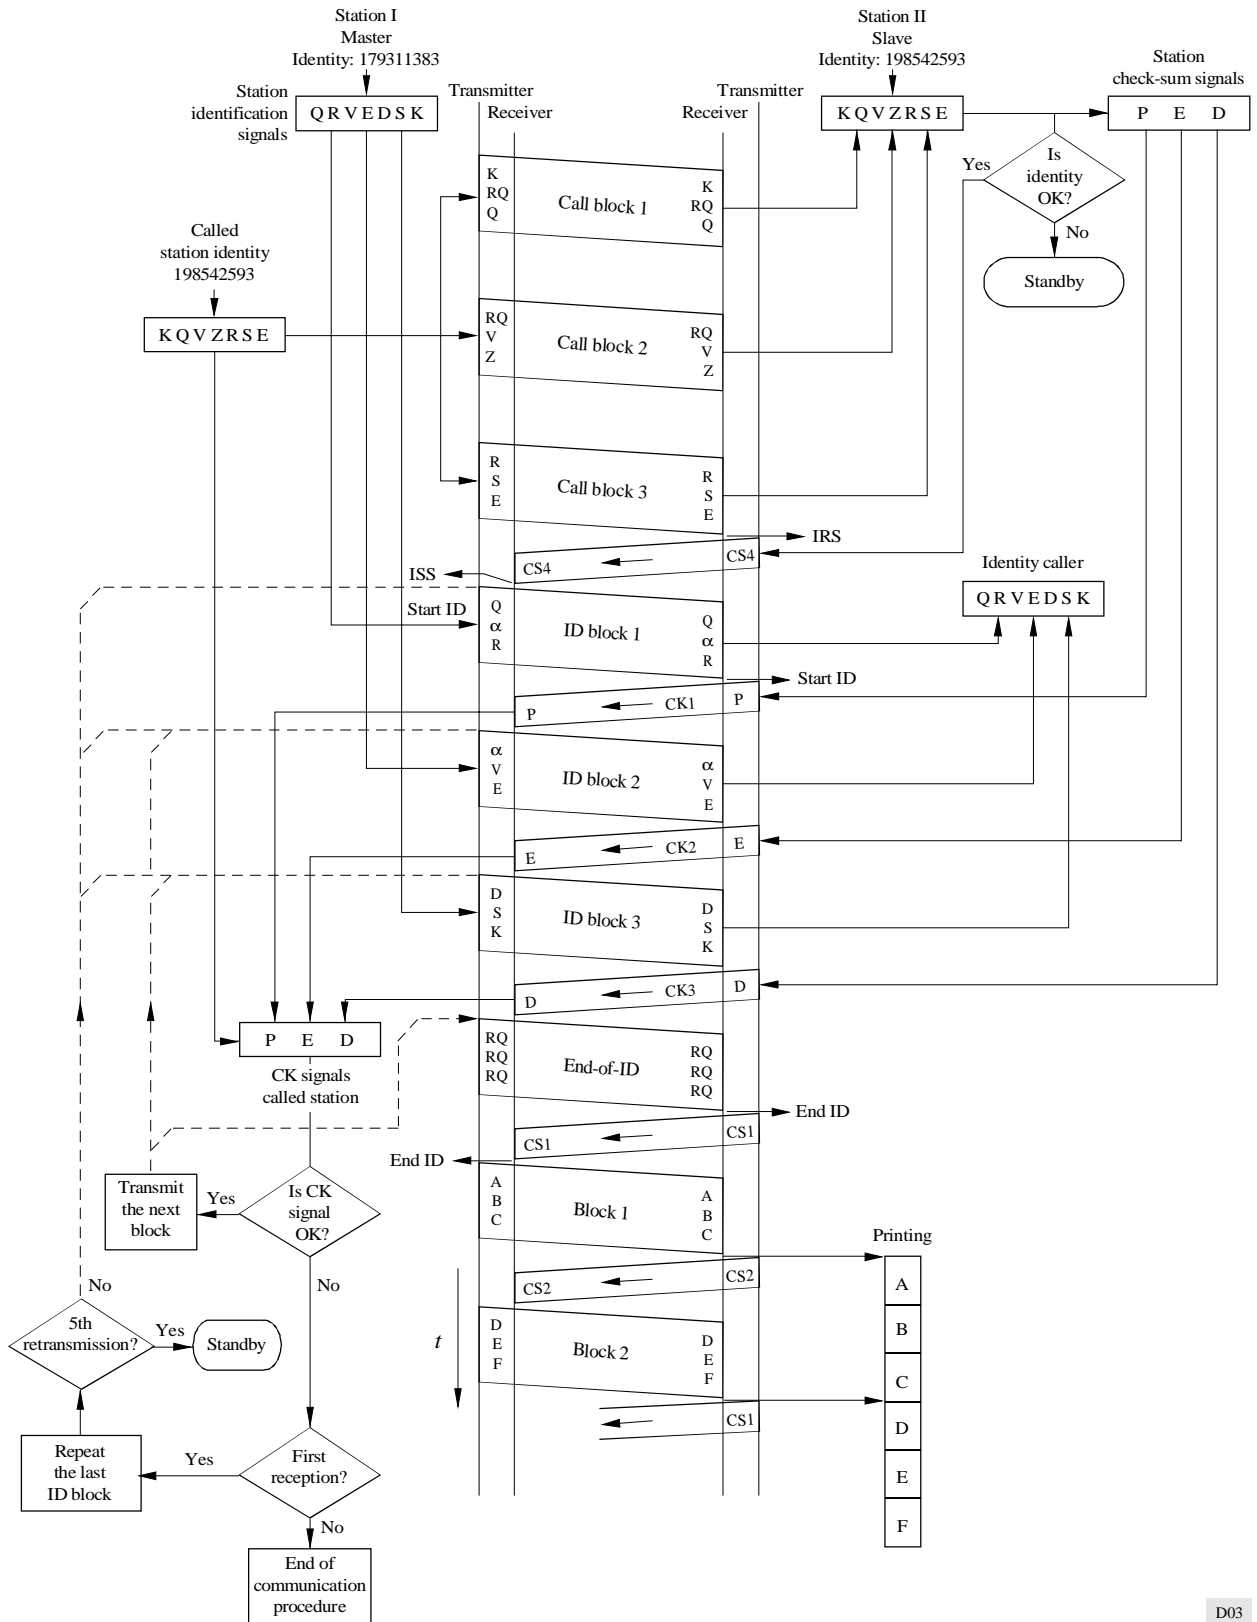 Station I
Master
Identity: 179311383
Station II
Slave
Identity: 198542593
Station
check-sum signals
Station
identification
signals
Q R V E D S K
Transmitter
Receiver
Transmitter
Receiver
K Q V Z R S E
P E D
K
RQ
Q
Call block 1
K
RQ
Q
Yes
Is
identity
OK?
No
Standby
Called
station identity
198542593
K Q V Z R S E
RQ
V
Z
Call block 2
RQ
V
Z
R
S
E
Call block 3
R
S
E
IRS
CS4
CS4
ISS
Identity caller
Q R V E D S K
Start ID
Q
α
R
ID block 1
Q
α
R
Start ID
P
CK1
P
α
V
E
ID block 2
α
V
E
E
CK2
E
D
S
K
ID block 3
D
S
K
D
CK3
D
P E D
CK signals
called station
RQ
RQ
RQ
End-of-ID
RQ
RQ
RQ
End ID
CS1
CS1
End ID
Transmit
the next
block
Yes
Is CK
signal
OK?
No
A
B
C
Block 1
A
B
C
Printing
A
B
C
D
E
F
CS2
CS2
No
5th
retransmission?
Yes
Standby
t
D
E
F
Block 2
D
E
F
CS1
Repeat
the last
ID block
Yes
First
reception?
No
End of
communication
procedure
D03